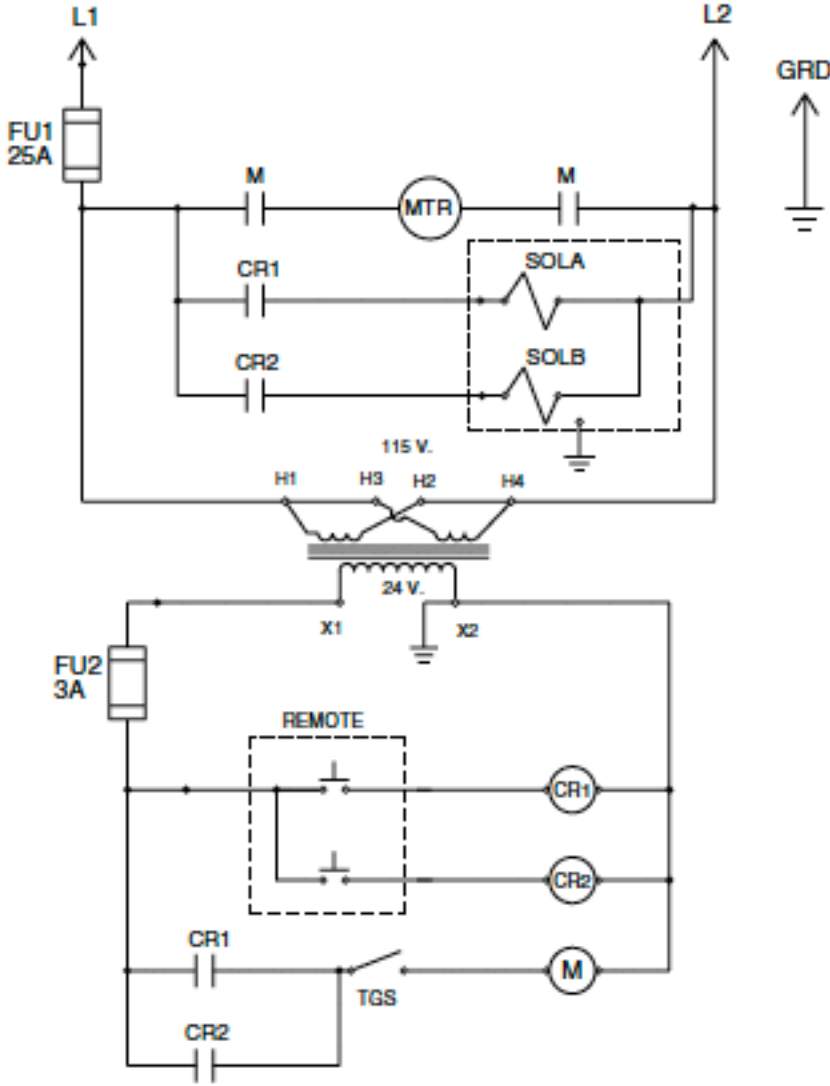 L1
L2
GRD
FU1
25A
M
MTR
M
CR1
SOLA
CR2
SOLB
115 V.
H1
H3
H2
H4
24 V.
X1
X2
FU2
3A
REMOTE
CR1
CR2
CR1
TGS
M
CR2